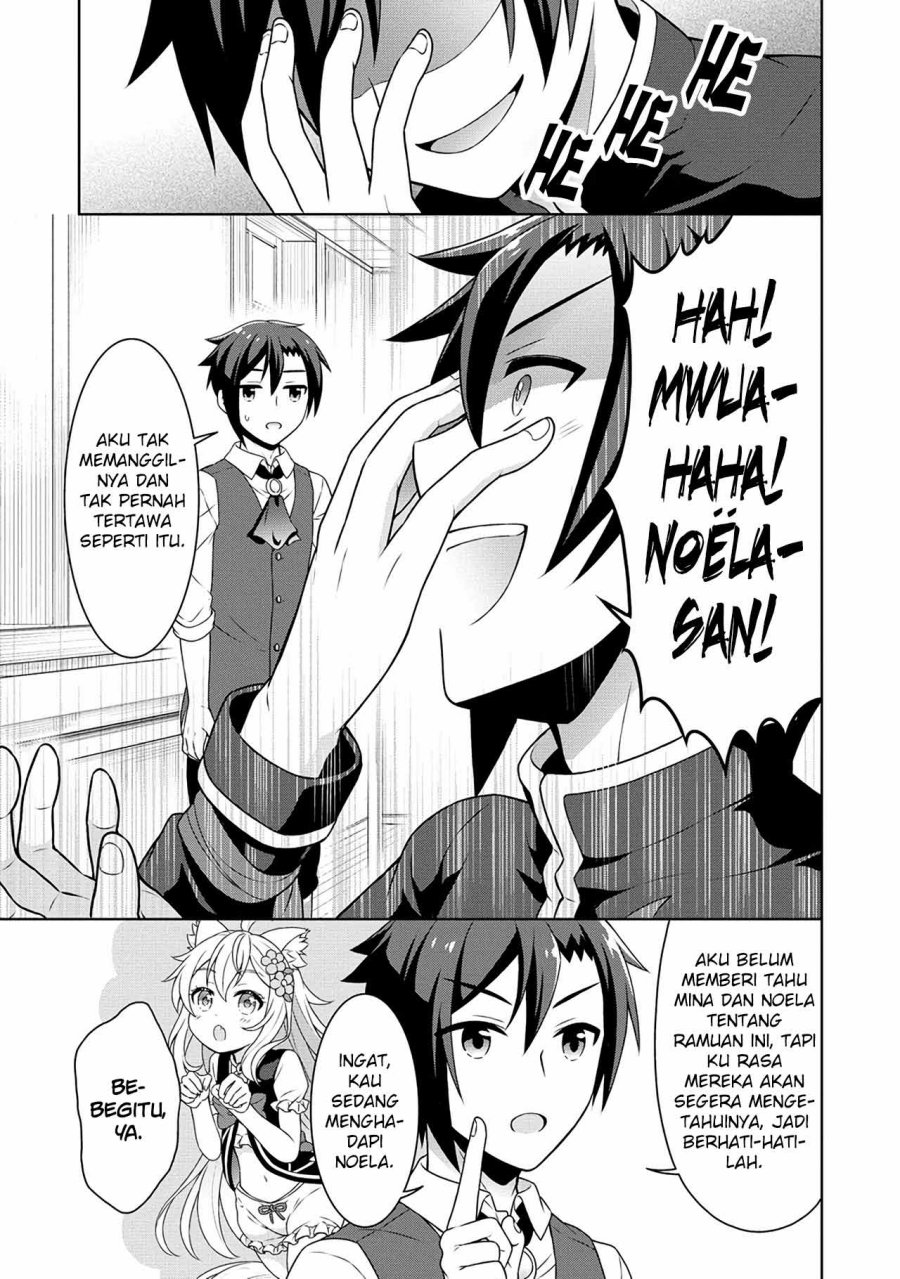 HE
HE
HE
HAH!
MWUA-
HAHA!
NOËLA-
SAN!
AKU TAK
MEMANGGIL-
NYA DAN
TAK PERNAH
TERTAWA
SEPERTI ITU.
AKU BELUM
MEMBERI TAHU
MINA DAN NOELA
TENTANG
RAMUAN INI, TAPI
KU RASA
MEREKA AKAN
SEGERA MENGE-
TAHUINYA, JADI
BERHATI-HATI-
LAH.
INGAT,
KAU
SEDANG
MENGHA-
DAPI
NOELA.
BE-
BEGITU,
YA.